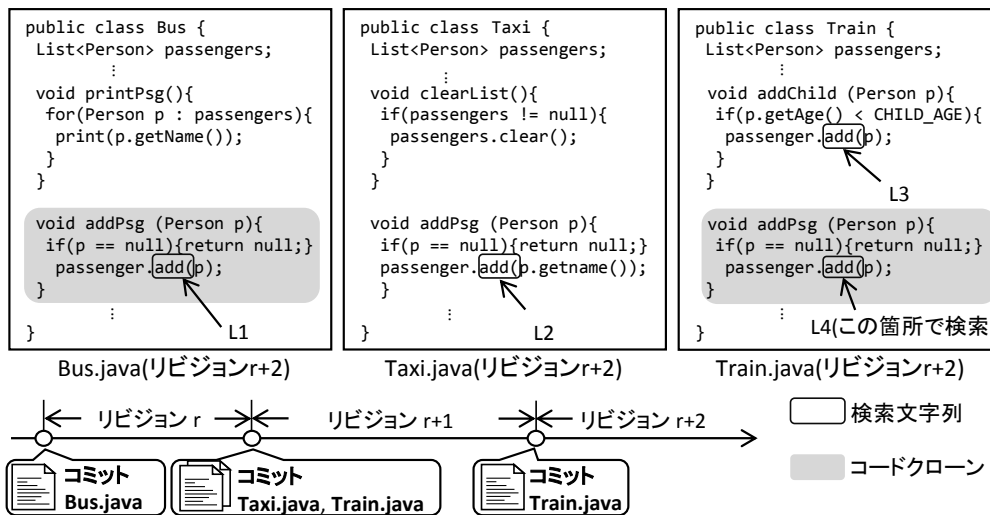 public class Bus {
List<Person> passengers;
⋮
void printPsg(){
for(Person p : passengers){
print(p.getName());
}
}
void addPsg (Person p){
if(p == null){return null;}
passenger.add(p);
}
⋮
}
L1
Bus.java(リビジョンr+2)
public class Taxi {
List<Person> passengers;
⋮
void clearList(){
if(passengers != null){
passengers.clear();
}
}
void addPsg (Person p){
if(p == null){return null;}
passenger.add(p.getname());
}
⋮
}
L2
Taxi.java(リビジョンr+2)
public class Train {
List<Person> passengers;
⋮
void addChild (Person p){
if(p.getAge() < CHILD_AGE){
passenger.add(p);
}
}
L3
void addPsg (Person p){
if(p == null){return null;}
passenger.add(p);
}
⋮
}
L4(この箇所で検索
Train.java(リビジョンr+2)
リビジョン r
リビジョン r+1
リビジョン r+2
コミット
Bus.java
コミット
Taxi.java, Train.java
コミット
Train.java
検索文字列
コードクローン